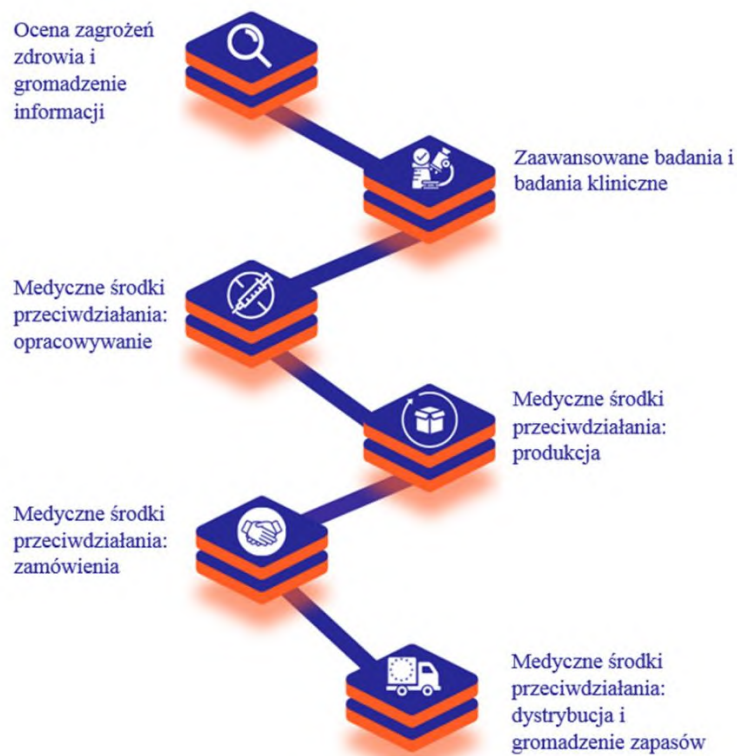 Ocena zagrożeń
zdrowia i
gromadzenie
informacji
Zaawansowane badania i
badania kliniczne
Medyczne środki
przeciwdziałania:
opracowywanie
Medyczne środki
przeciwdziałania:
produkcja
Medyczne środki
przeciwdziałania:
zamówienia
Medyczne środki
przeciwdziałania:
dystrybucja i
gromadzenie zapasów